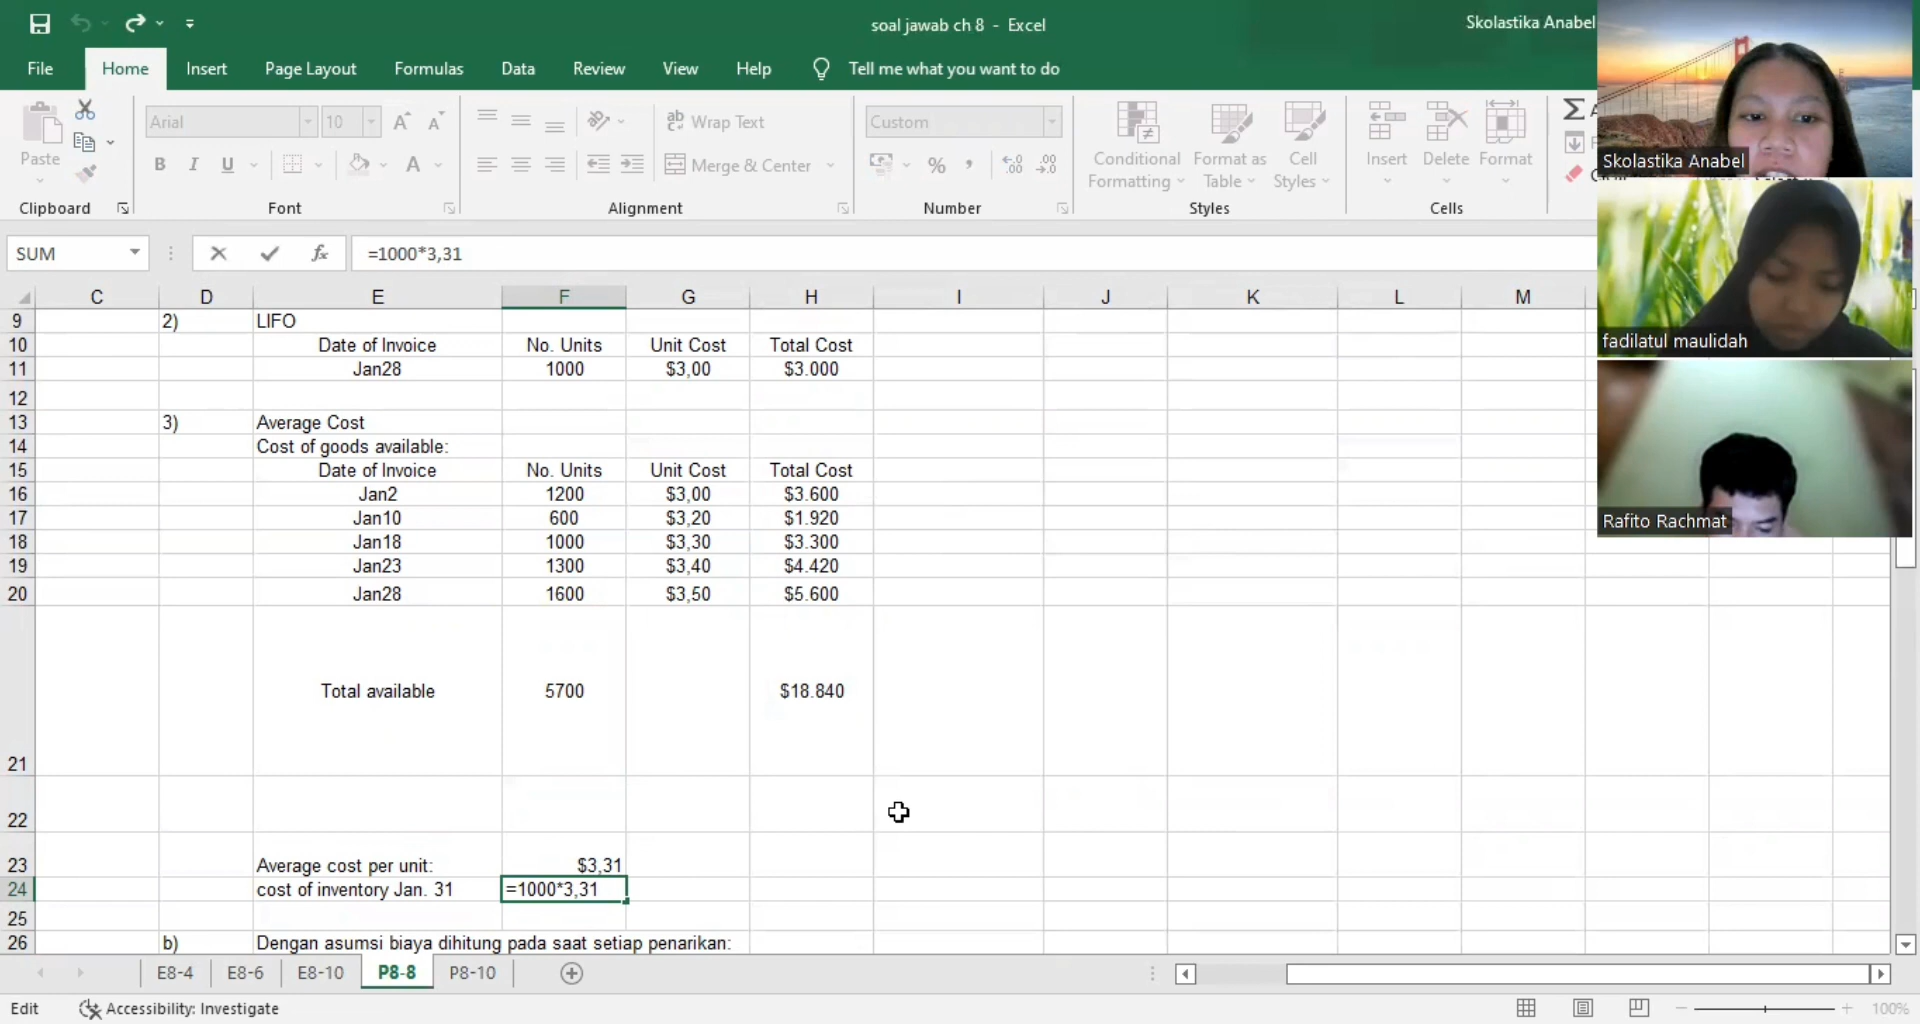 soal jawab ch 8 - Excel
Skolastika Anabel
File Home Insert Page Layout Formulas Data Review View Help Tell me what you want to do
Paste
Clipboard
Arial 10
B I U A
Font
ab Wrap Text
Merge & Center
Alignment
Custom
%
Number
Conditional Formatting
Format as Table
Cell Styles
Styles
Insert Delete Format
Cells
Skolastika Anabel
fadilatul maulidah
Rafito Rachmat
SUM fx =1000*3,31
C D E F G H I J K L M
9 2) LIFO
10 Date of Invoice No. Units Unit Cost Total Cost
11 Jan28 1000 $3,00 $3.000
12
13 3) Average Cost
14 Cost of goods available:
15 Date of Invoice No. Units Unit Cost Total Cost
16 Jan2 1200 $3,00 $3.600
17 Jan10 600 $3,20 $1.920
18 Jan18 1000 $3,30 $3.300
19 Jan23 1300 $3,40 $4.420
20 Jan28 1600 $3,50 $5.600
Total available 5700 $18.840
21
22
23 Average cost per unit: $3,31
24 cost of inventory Jan. 31 =1000*3,31
25
26 b) Dengan asumsi biaya dihitung pada saat setiap penarikan:
E8-4 E8-6 E8-10 P8-8 P8-10
Edit Accessibility: Investigate 100%